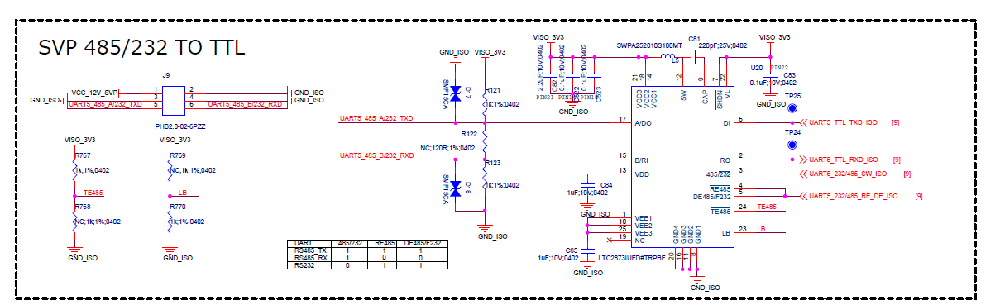 SVP 485/232 TO TTL
J9
VCC_12V_SVP
1
2
GND_ISO
GND_ISO
3
4
GND_ISO
UART5_485_A/232_TXD
5
6
UART5_485_B/232_RXD
PHB2.0-02-6PZZ
VISO_3V3
VISO_3V3
R767
1k;1%;0402
R769
NC;1k;1%;0402
TE485
LB
R768
NC;1k;1%;0402
R770
1k;1%;0402
GND_ISO
GND_ISO
GND_ISO
VISO_3V3
D17
SMF15CA
R121
1k;1%;0402
UART5_485_A/232_TXD
R122
NC;120R;1%;0402
UART5_485_B/232_RXD
R123
1k;1%;0402
D18
SMF15CA
GND_ISO
UART 485/232 RE485 DE485/F232
RS485_TX 1 1 1
RS485_RX 1 0 0
RS232 0 1 1
VISO_3V3
2.2uF;10V;0402
C82
0.1uF;10V;0402
0.1uF;10V;0402
C523
PIN21
GND_ISO
SWPA252010S100MT
L5
C81
220pF;25V;0402
VISO_3V3
U20
PIN22
C83
0.1uF;10V;0402
GND_ISO
21
18
14
12
9
7
22
VCC3
VCC2
VCC1
SW
CAP
SHDN
VL
17
A/DO
15
B/RI
13
VDD
C84
1uF;10V;0402
GND_ISO
1
VEE1
10
VEE2
25
VEE3
19
NC
C85
1uF;10V;0402
GND_ISO
LTC2873IUFD#TRPBF
GND4
GND3
GND2
GND1
20
16
11
8
GND_ISO
TP25
DI
6
UART5_TTL_TXD_ISO
[9]
TP24
RO
2
UART5_TTL_RXD_ISO
[9]
485/232
3
UART5_232/485_SW_ISO
[9]
RE485
4
DE485/F232
5
UART5_232/485_RE_DE_ISO
[9]
TE485
24
TE485
LB
23
LB